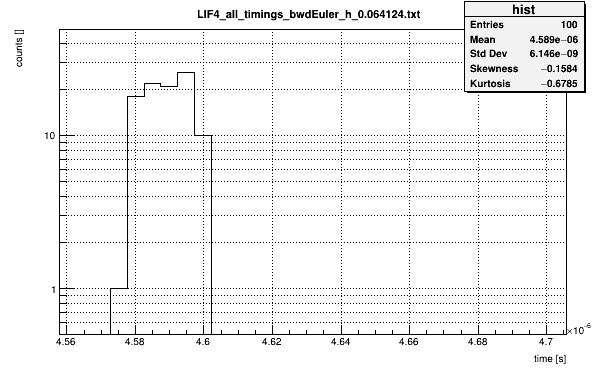 LIF4_all_timings_bwdEuler_h_0.064124.txt
hist
Entries 100
Mean 4.589e−06
Std Dev 6.146e−09
Skewness −0.1584
Kurtosis −0.6785
counts []
10
1
4.56 4.58 4.6 4.62 4.64 4.66 4.68 4.7
×10⁻⁶
time [s]